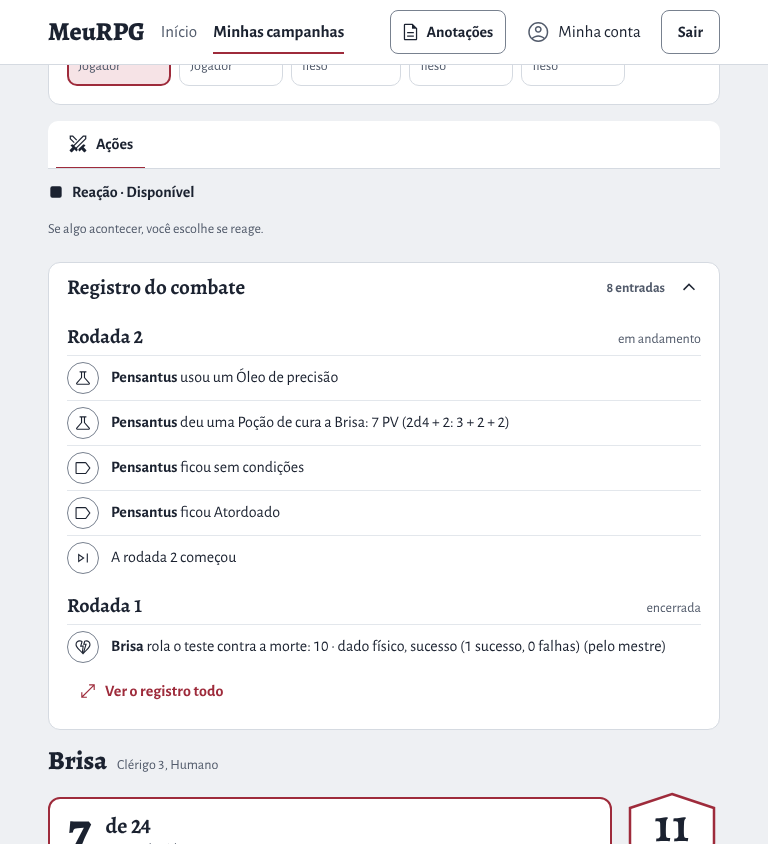 MeuRPG Início Minhas campanhas Anotações Minha conta Sair
Jogador Jogador
Ações
Reação · Disponível
Se algo acontecer, você escolhe se reage.
Registro do combate 8 entradas
Rodada 2 em andamento
Pensantus usou um Óleo de precisão
Pensantus deu uma Poção de cura a Brisa: 7 PV (2d4 + 2: 3 + 2 + 2)
Pensantus ficou sem condições
Pensantus ficou Atordoado
A rodada 2 começou
Rodada 1 encerrada
Brisa rola o teste contra a morte: 10 · dado físico, sucesso (1 sucesso, 0 falhas) (pelo mestre)
Ver o registro todo
Brisa Clérigo 3, Humano
7 de 24 11